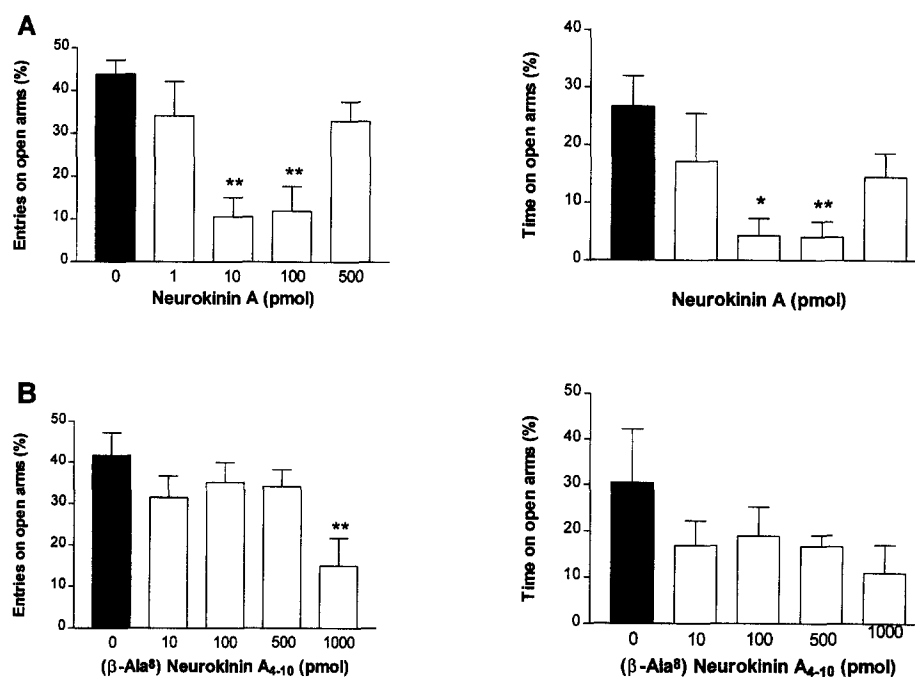 A
Entries on open arms (%)
50
40
30
20
10
0
** **
0 1 10 100 500
Neurokinin A (pmol)
Time on open arms (%)
40
30
20
10
0
* **
Neurokinin A (pmol)
B
Entries on open arms (%)
50
40
30
20
10
0
**
0 10 100 500 1000
(β-Ala⁸) Neurokinin A₄₋₁₀ (pmol)
Time on open arms (%)
50
40
30
20
10
0
0 10 100 500 1000
(β-Ala⁸) Neurokinin A₄₋₁₀ (pmol)